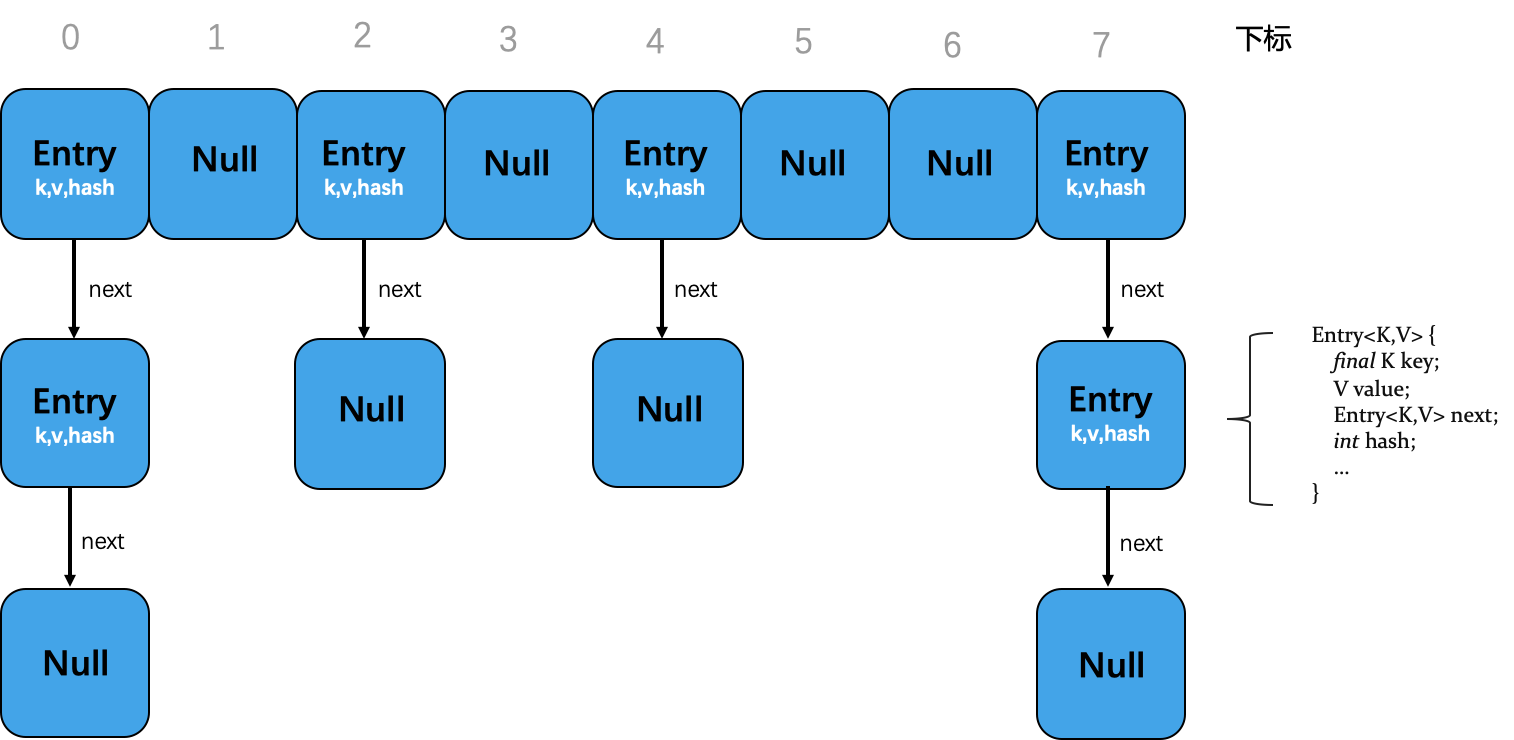 0 1 2 3 4 5 6 7 下标
Entry Null Entry Null Entry Null Null Entry
k,v,hash k,v,hash k,v,hash k,v,hash
next next next next
Entry Null Null Entry
k,v,hash k,v,hash
Entry<K,V> {
final K key;
V value;
Entry<K,V> next;
int hash;
...
}
next next
Null Null